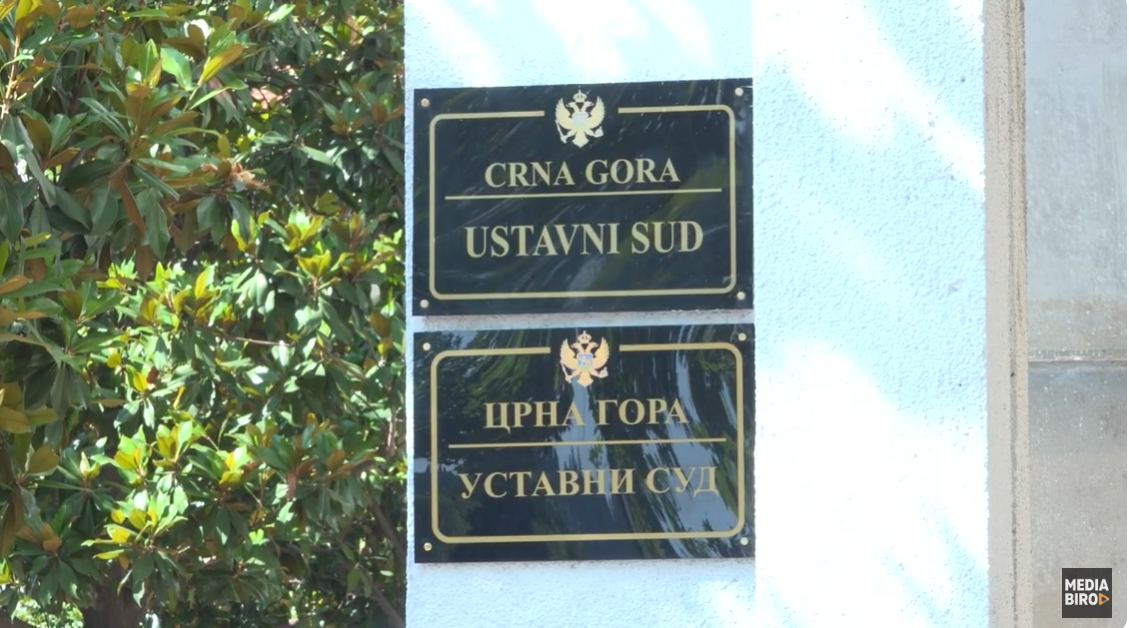 CRNA GORA
USTAVNI SUD
ЦРНА ГОРА
УСТАВНИ СУД
MEDIA
BIRO